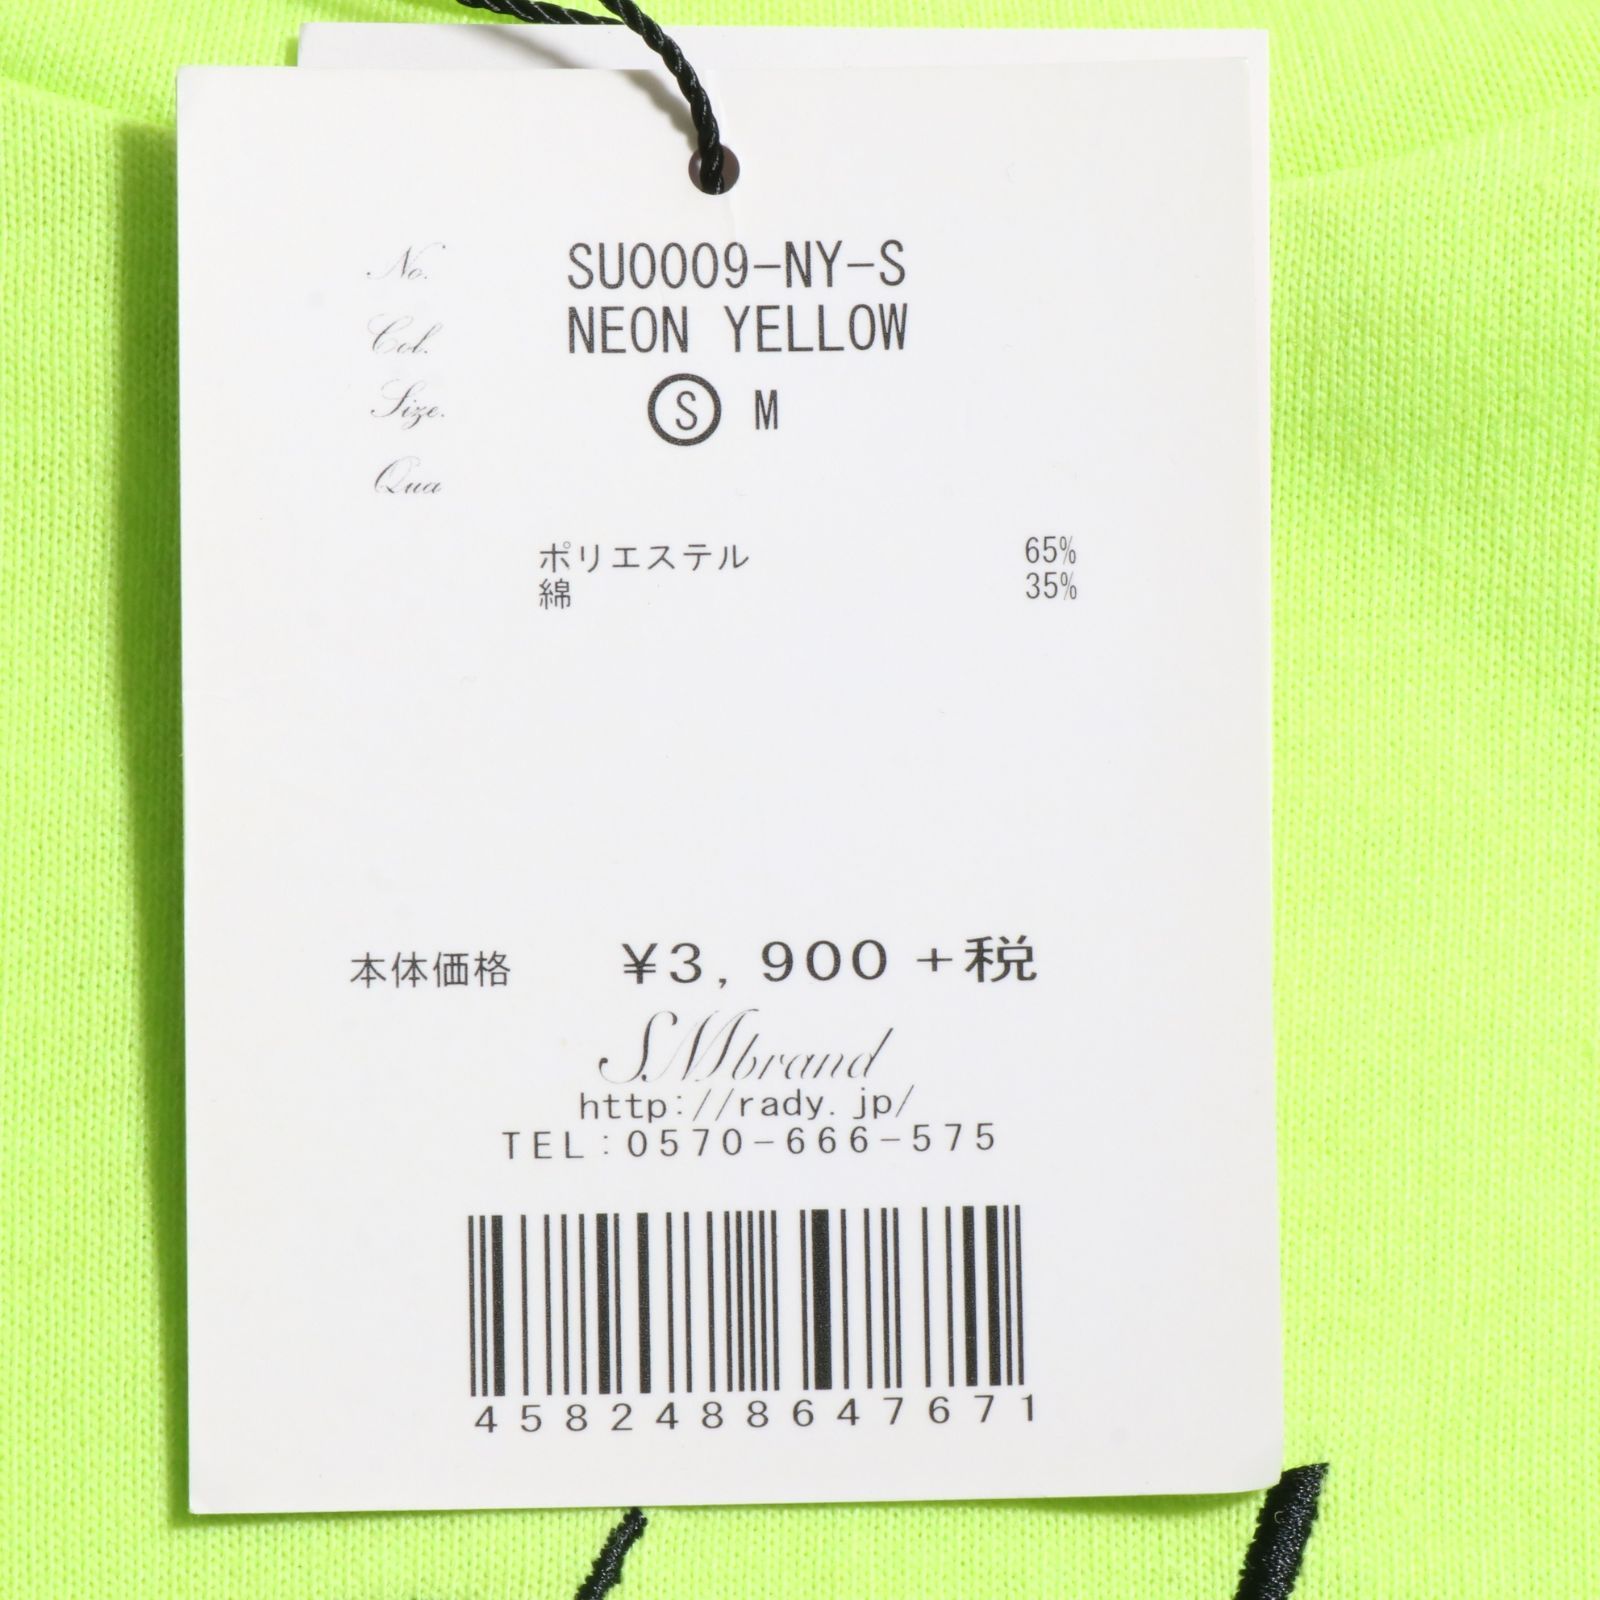 No. SU0009-NY-S
Col. NEON YELLOW
Size. S M
Qua
ポリエステル 65%
綿 35%
本体価格 ¥3,900+税
SMbrand
http://rady.jp/
TEL:0570-666-575
4582488647671